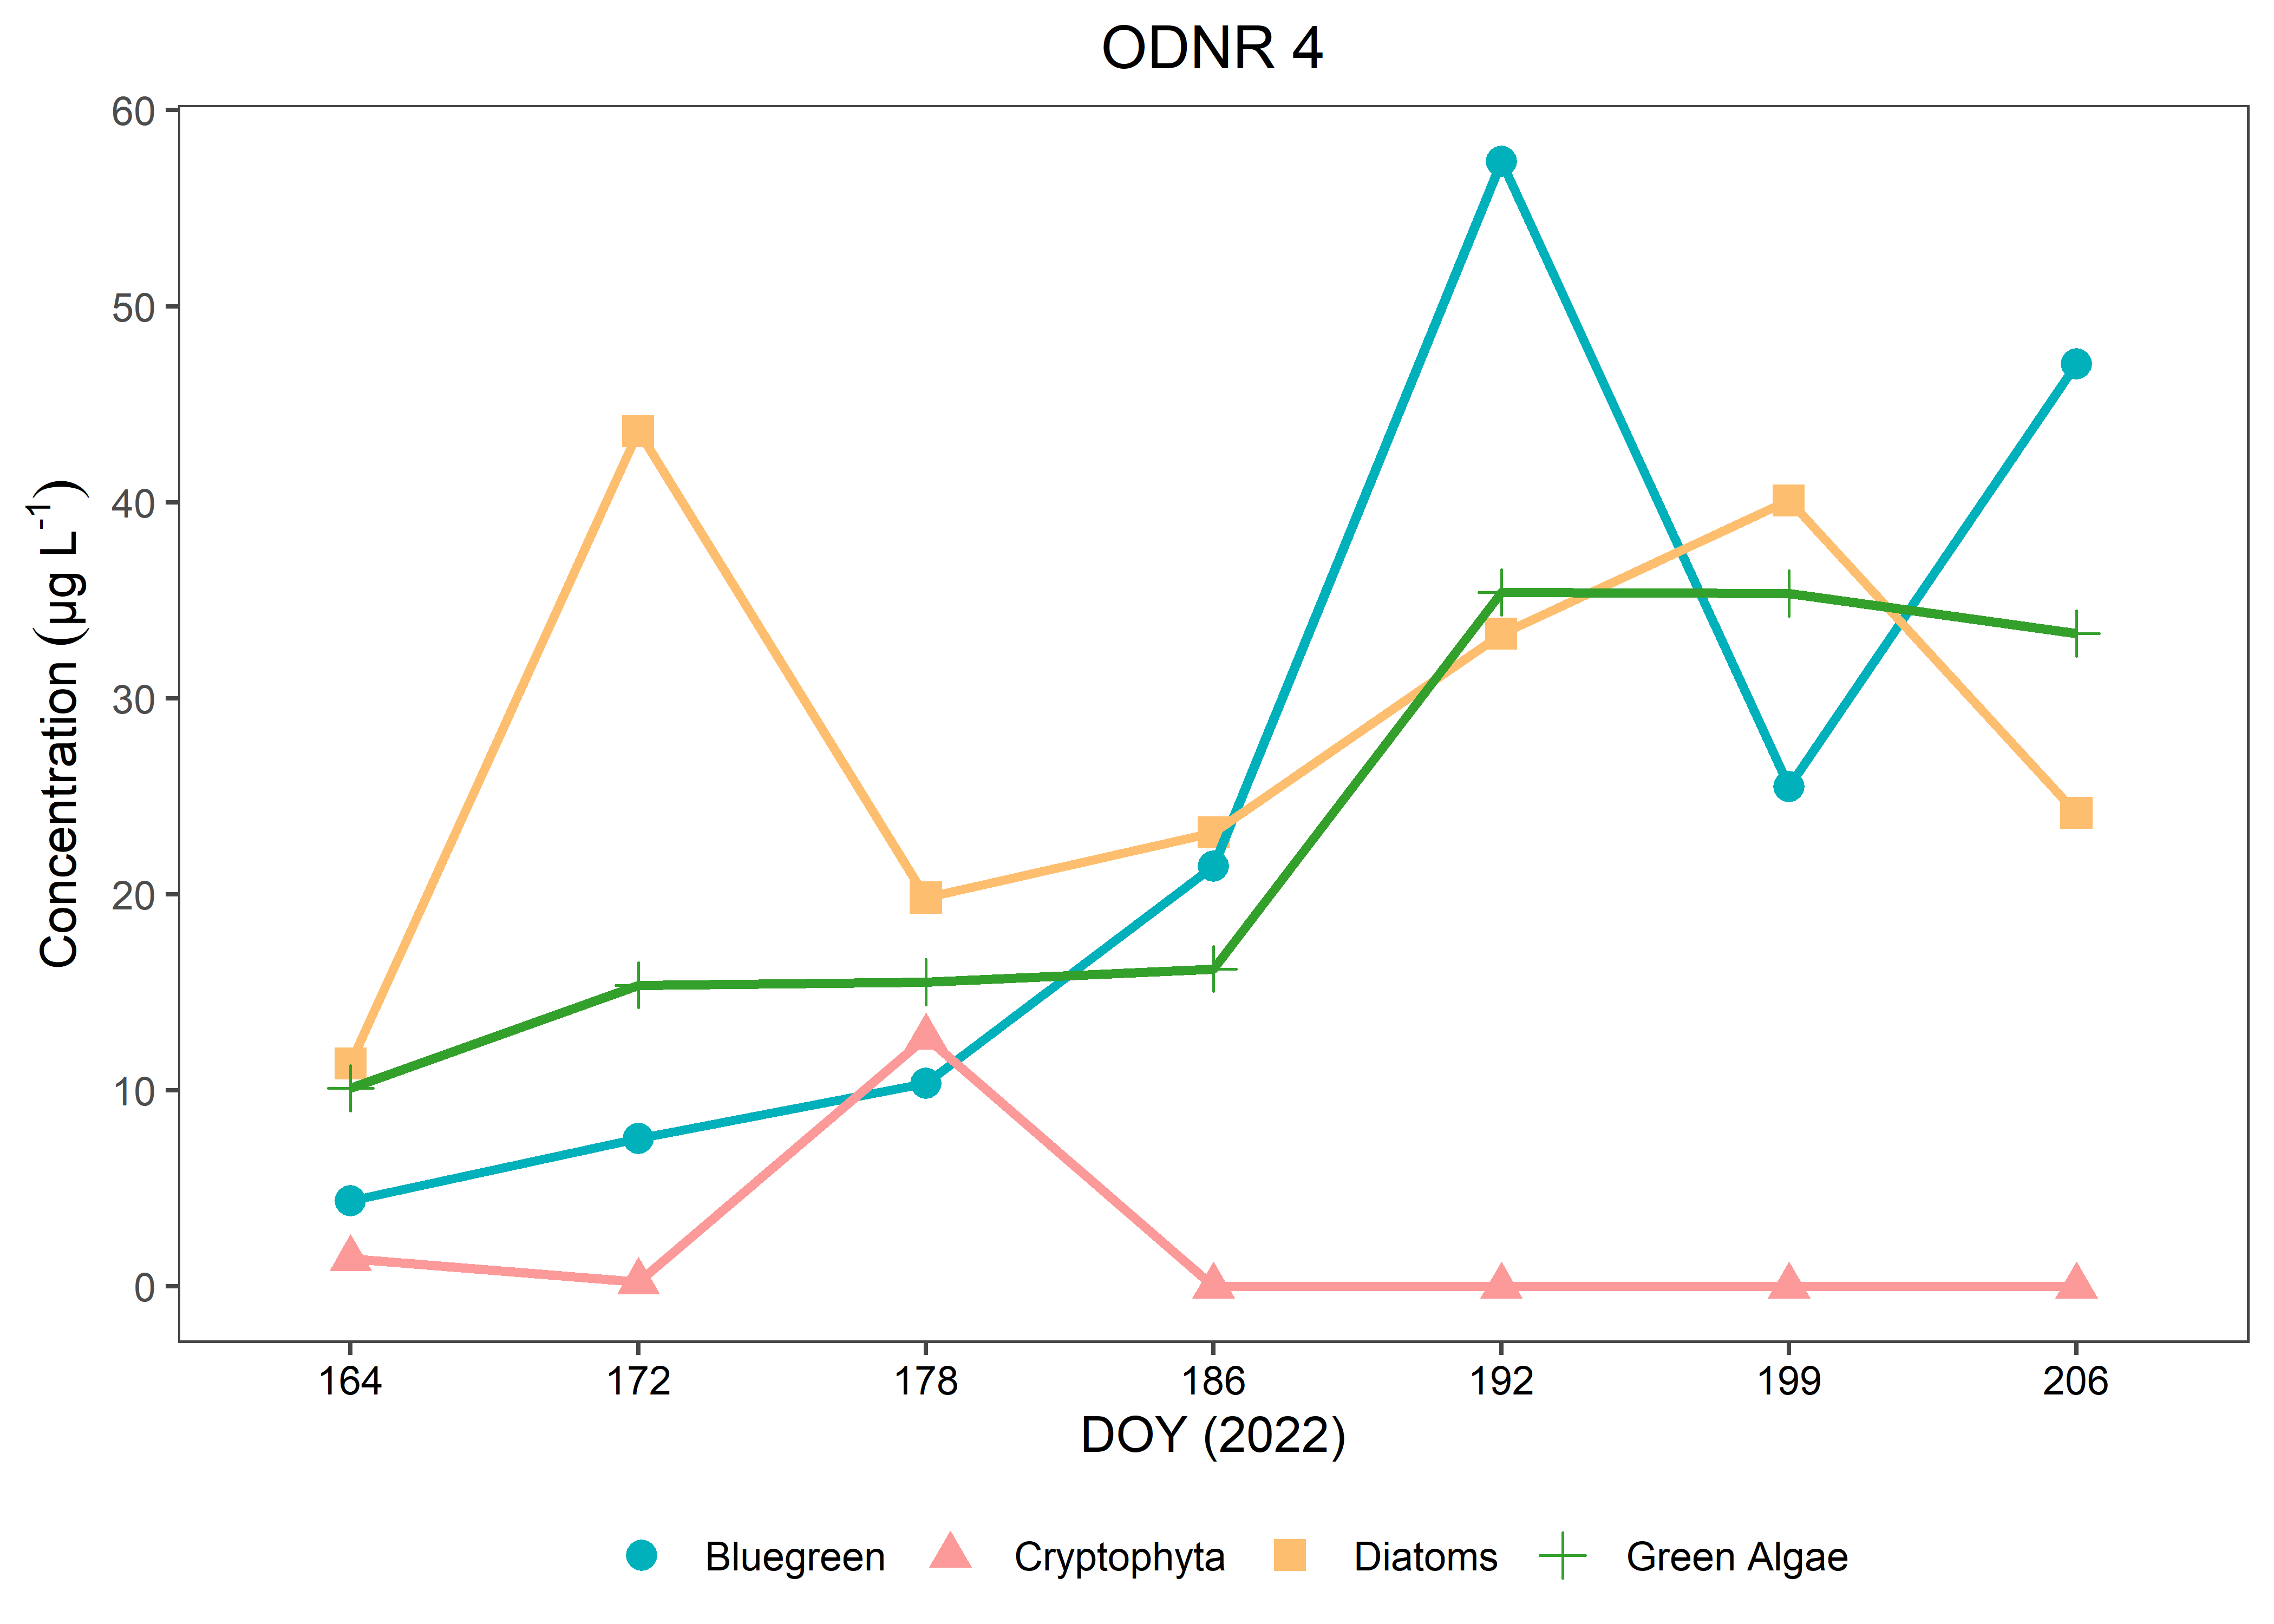 ODNR 4
60
50
40
30
20
10
0
Concentration (µg L⁻¹)
164 172 178 186 192 199 206
DOY (2022)
Bluegreen Cryptophyta Diatoms Green Algae